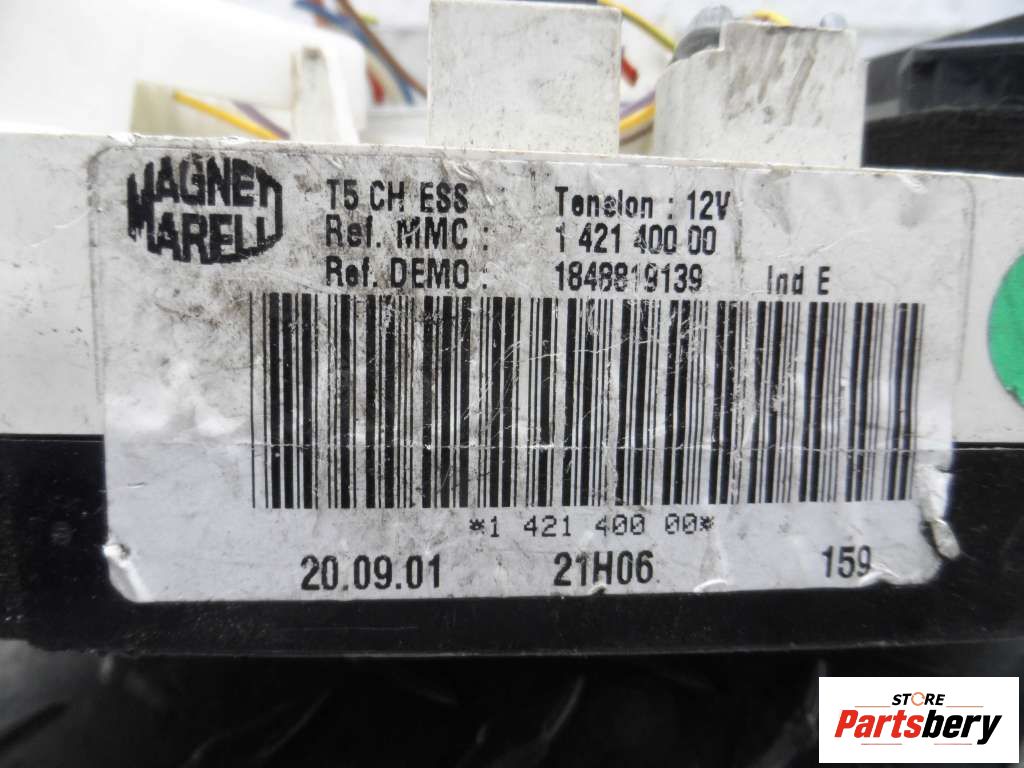 MAGNETI
MARELLI
T5 CH ESS Tension : 12V
Ref. MMC : 1 421 400 00
Ref. DEMO : 1848819139 Ind E
*1 421 400 00*
20.09.01 21H06 159
STORE
Partsbery